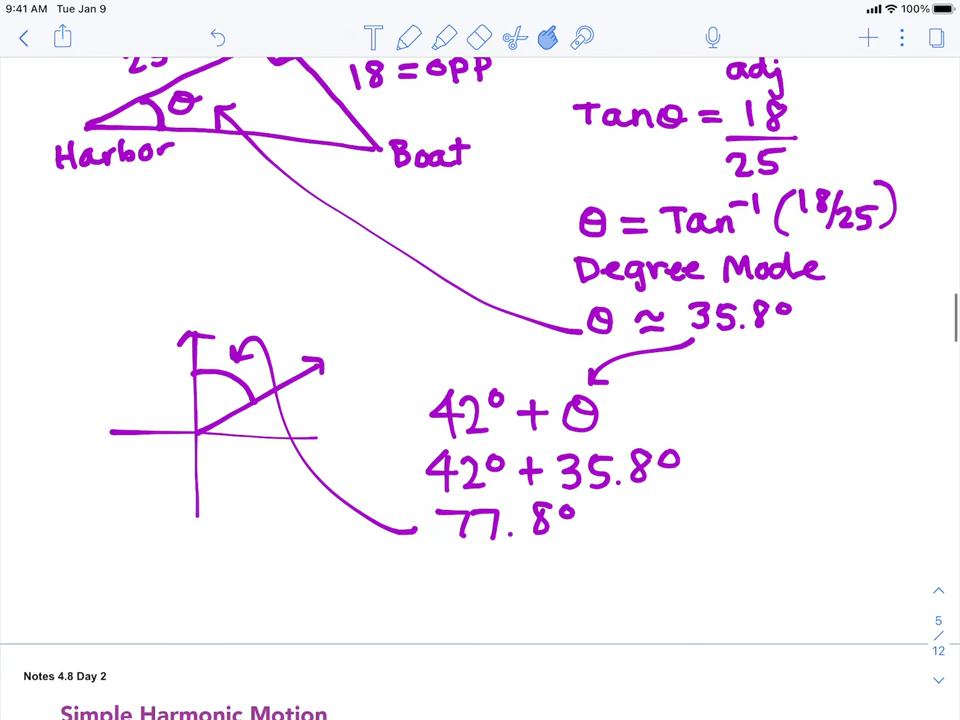 9:41 AM Tue Jan 9
100%
25
18 = OPP
θ
Harbor
Boat
adj
Tanθ = 18
25
θ = Tan⁻¹ (18/25)
Degree Mode
θ ≈ 35.8°
42° + θ
42° + 35.8°
77.8°
5
/
12
Notes 4.8 Day 2
Simple Harmonic Motion